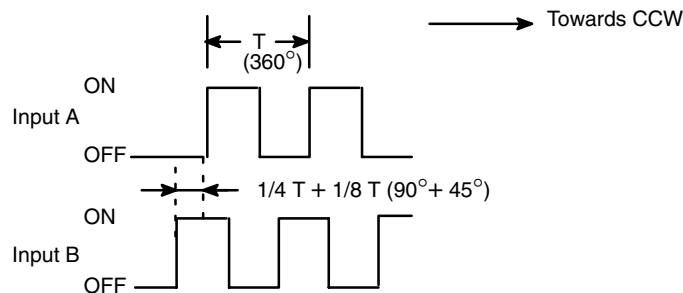 Towards CCW
T
(360°)
ON
Input A
OFF
1/4 T + 1/8 T (90°+ 45°)
ON
Input B
OFF